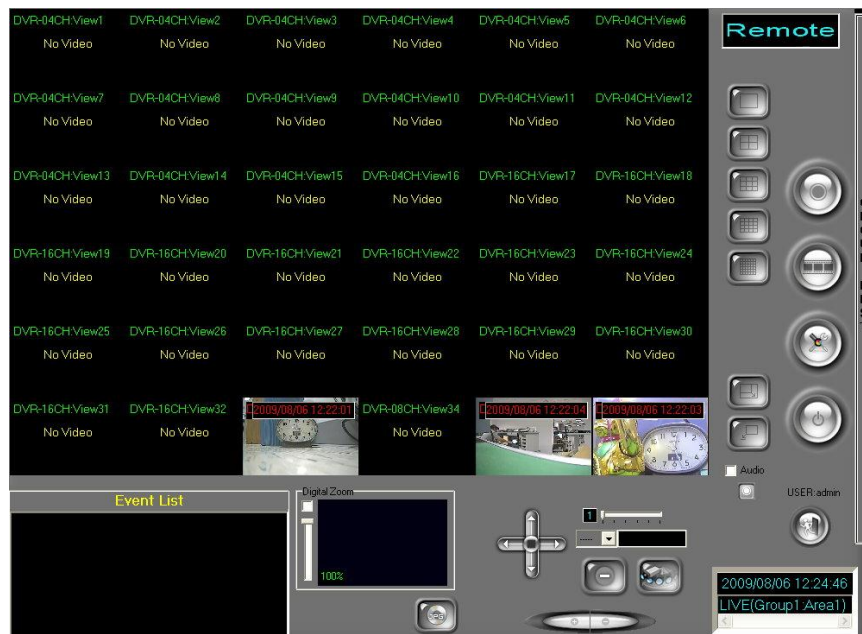 DVR-04CH:View1 DVR-04CH:View2 DVR-04CH:View3 DVR-04CH:View4 DVR-04CH:View5 DVR-04CH:View6
No Video No Video No Video No Video No Video No Video
Remote
DVR-04CH:View7 DVR-04CH:View8 DVR-04CH:View9 DVR-04CH:View10 DVR-04CH:View11 DVR-04CH:View12
No Video No Video No Video No Video No Video No Video
DVR-04CH:View13 DVR-04CH:View14 DVR-04CH:View15 DVR-04CH:View16 DVR-16CH:View17 DVR-16CH:View18
No Video No Video No Video No Video No Video No Video
DVR-16CH:View19 DVR-16CH:View20 DVR-16CH:View21 DVR-16CH:View22 DVR-16CH:View23 DVR-16CH:View24
No Video No Video No Video No Video No Video No Video
DVR-16CH:View25 DVR-16CH:View26 DVR-16CH:View27 DVR-16CH:View28 DVR-16CH:View29 DVR-16CH:View30
No Video No Video No Video No Video No Video No Video
DVR-16CH:View31 DVR-16CH:View32 2009/08/06 12:22:01 DVR-08CH:View34 2009/08/06 12:22:04 2009/08/06 12:22:03
No Video No Video No Video
Audio
Event List
Digital Zoom
USER:admin
1
----
100%
2009/08/06 12:24:46
LIVE(Group1:Area1)